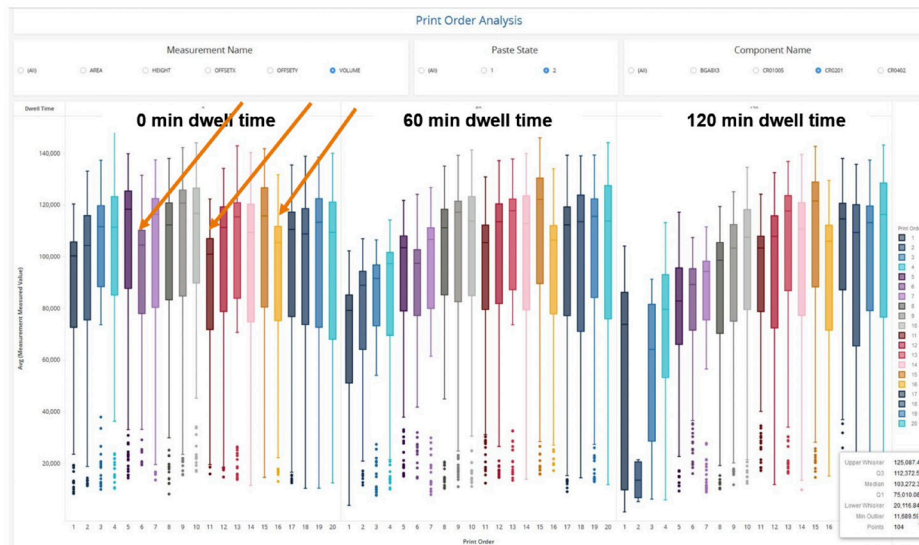 Print Order Analysis
Measurement Name
(All) AREA HEIGHT OFFSETX OFFSETY VOLUME
Paste State
(All) 1 2
Component Name
(All) BGA8X3 CR01005 CR0201 CR0402
Dwell Time
0 min dwell time 60 min dwell time 120 min dwell time
140,000
120,000
100,000
80,000
60,000
40,000
20,000
Avg (Measurement Measured Value)
1 2 3 4 5 6 7 8 9 10 11 12 13 14 15 16 17 18 19 20 1 2 3 4 5 6 7 8 9 10 11 12 13 14 15 16 17 18 19 20 1 2 3 4 5 6 7 8 9 10 11 12 13 14 15 16
Print Order
Print Orde
1
2
3
4
5
6
7
8
9
10
11
12
13
14
15
16
17
18
19
20
Upper Whisker 125,087.4
Q3 112,372.5
Median 103,272.3
Q1 75,010.08
Lower Whisker 20,116.84
Min Outlier 11,689.50
Points 104